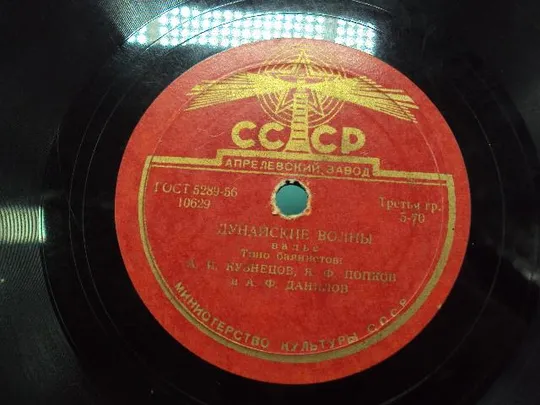 СССР
АПРЕЛЕВСКИЙ ЗАВОД
ГОСТ 5289-56
10629
Третья гр.
5-70
ДУНАЙСКИЕ ВОЛНЫ
вальс
Трио баянистов:
А. И. КУЗНЕЦОВ, Я. Ф. ПОПКОВ
и А. Ф. ДАНИЛОВ
МИНИСТЕРСТВО КУЛЬТУРЫ СССР